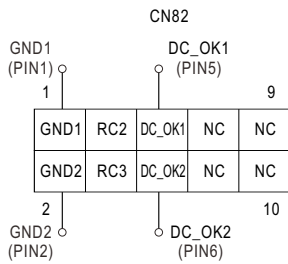 CN82
GND1
(PIN1)
DC_OK1
(PIN5)
1
9
GND1 RC2 DC_OK1 NC NC
GND2 RC3 DC_OK2 NC NC
2
10
GND2
(PIN2)
DC_OK2
(PIN6)